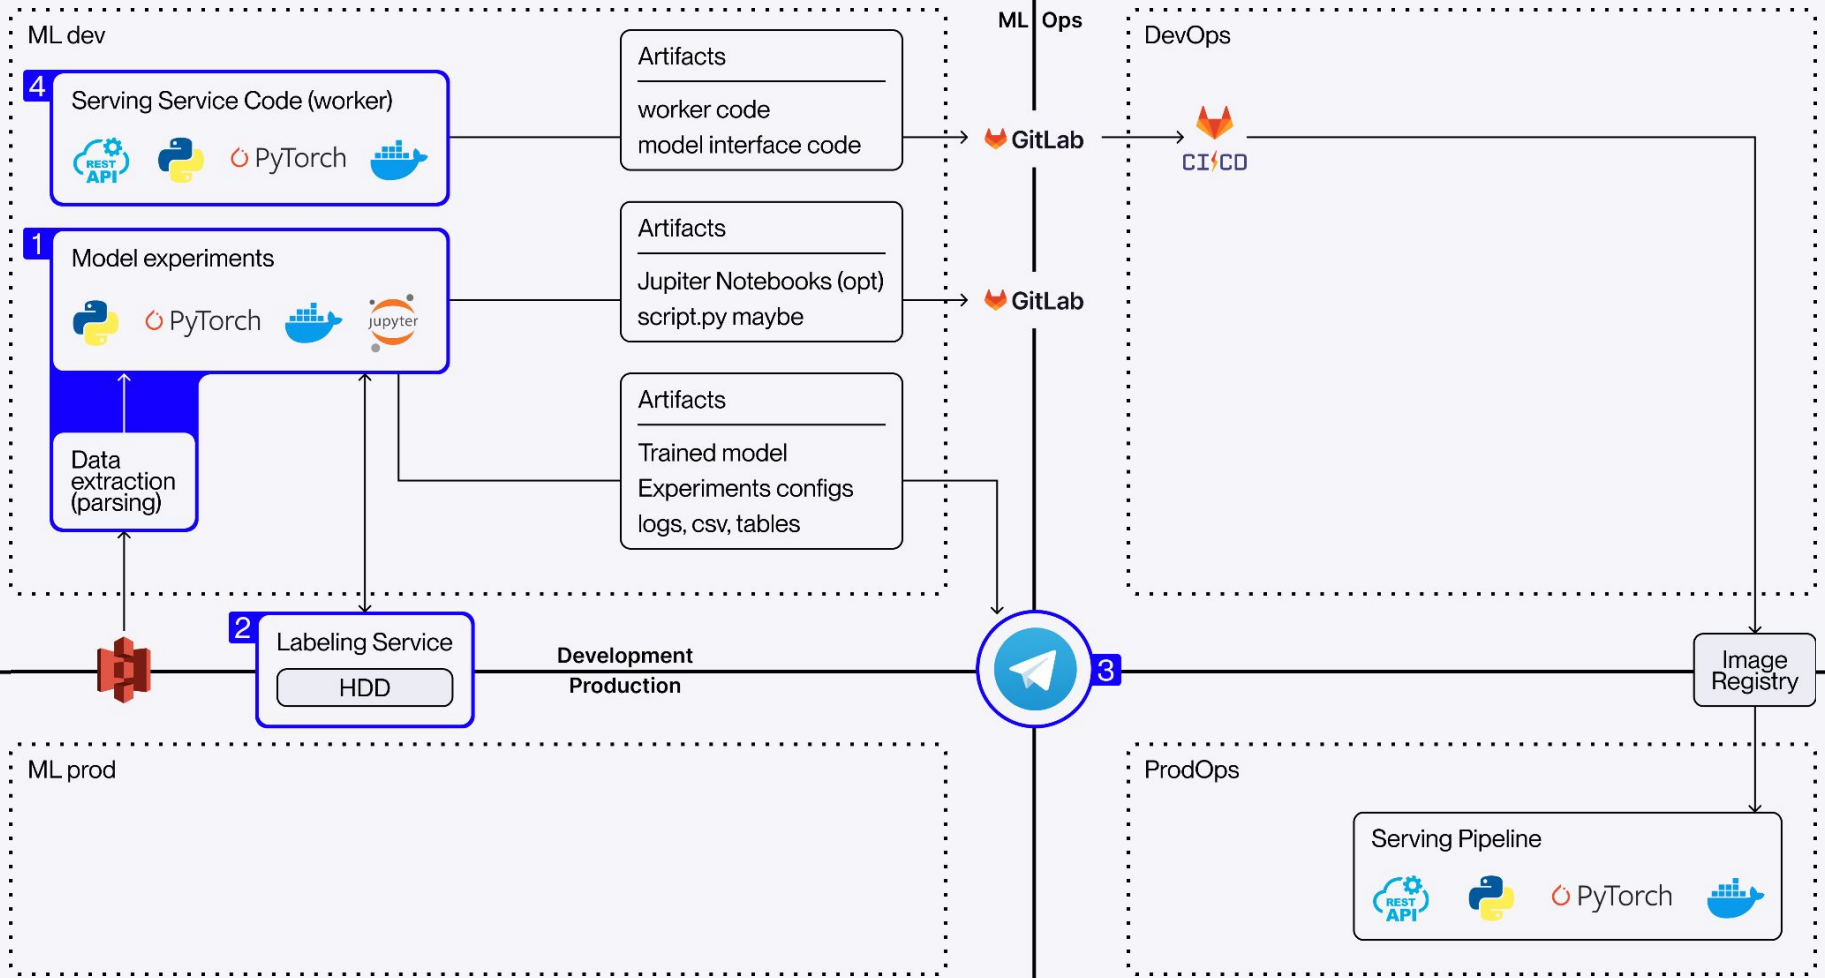 ML dev
ML Ops
DevOps
4
Serving Service Code (worker)
REST
API
PyTorch
Artifacts
worker code
model interface code
GitLab
CI CD
1
Model experiments
PyTorch
jupyter
Artifacts
Jupiter Notebooks (opt)
script.py maybe
GitLab
Data
extraction
(parsing)
Artifacts
Trained model
Experiments configs
logs, csv, tables
2
Labeling Service
HDD
Development
Production
3
Image
Registry
ML prod
ProdOps
Serving Pipeline
REST
API
PyTorch